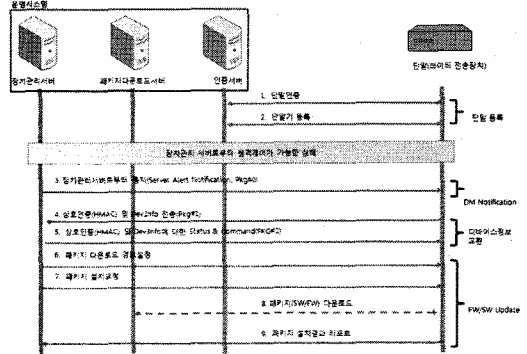 운영시스템
장치관리서버
패키지다운로드서버
인증서버
단말(데이터 전송장치)
1. 단말인증
2. 단말기 등록
단말 등록
장치관리 서버로부터 원격제어가 가능한 상태
3. 장치관리서버로부터 통지(Server Alert Notification, Pkg#0)
DM Notification
4. 상호인증(HMAC) 및 DevInfo 전송(Pkg#1)
5. 상호인증(HMAC) 및 DevInfo에 대한 Status & Command(PKG#2)
디바이스정보
교환
6. 패키지 다운로드 경로설정
7. 패키지 설치요청
8. 패키지(SW/FW) 다운로드
FW/SW Update
9. 패키지 설치결과 리포트